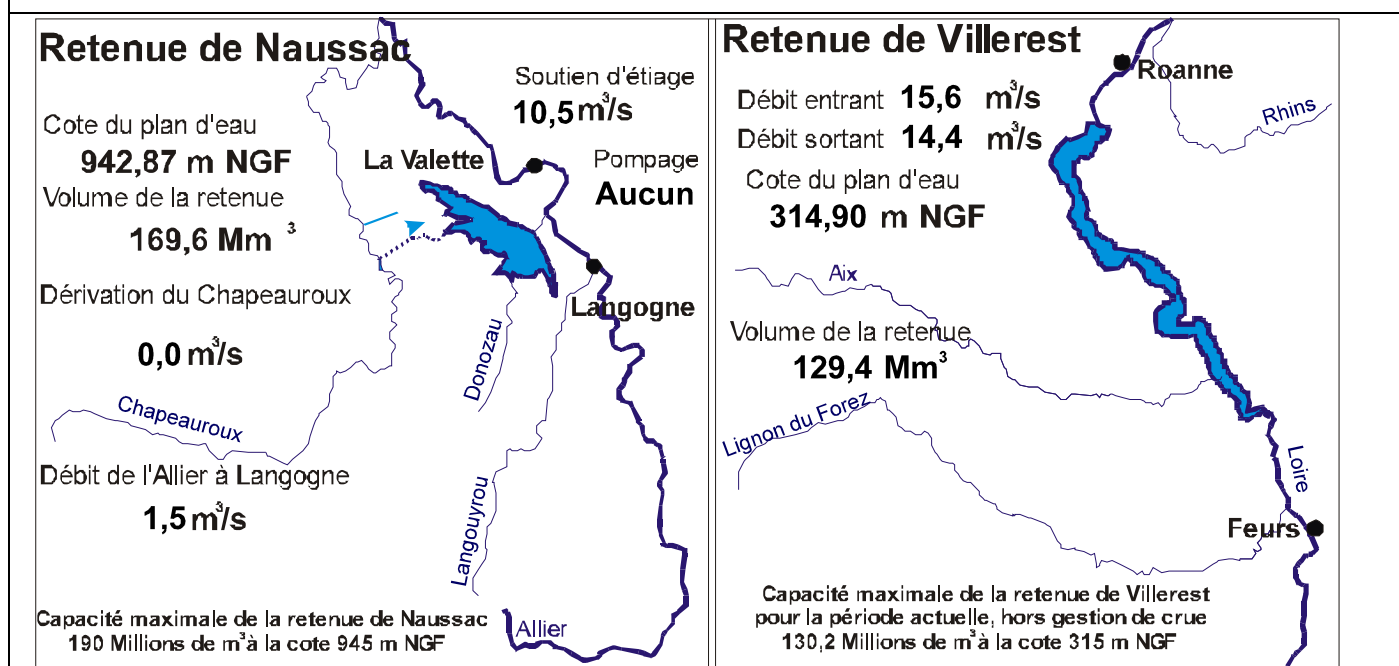 Retenue de Naussac
Soutien d'étiage
10,5 m³/s
Cote du plan d'eau
942,87 m NGF
La Valette
Pompage
Aucun
Volume de la retenue
169,6 Mm ³
Dérivation du Chapeauroux
0,0 m³/s
Langogne
Donozau
Chapeauroux
Débit de l'Allier à Langogne
1,5 m³/s
Langouyrou
Allier
Capacité maximale de la retenue de Naussac
190 Millions de m³ à la cote 945 m NGF
Retenue de Villerest
Roanne
Débit entrant 15,6 m³/s
Rhins
Débit sortant 14,4 m³/s
Cote du plan d'eau
314,90 m NGF
Aix
Volume de la retenue
129,4 Mm³
Lignon du Forez
Loire
Feurs
Capacité maximale de la retenue de Villerest
pour la période actuelle, hors gestion de crue
130,2 Millions de m³ à la cote 315 m NGF